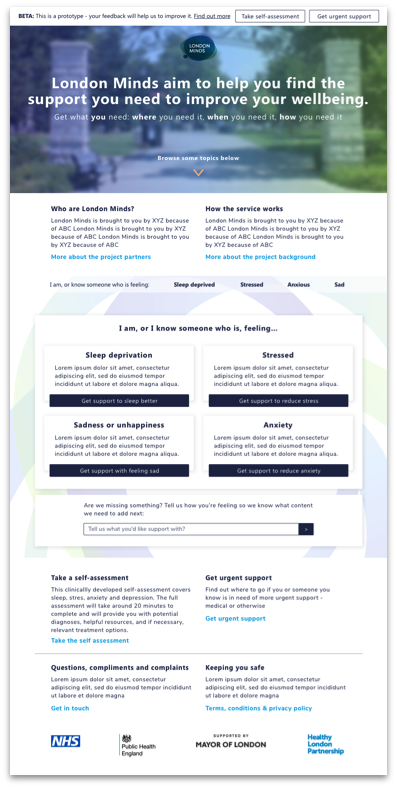 BETA: This is a prototype - your feedback will help us to improve it. Find out more
Take self-assessment
Get urgent support
LONDON
MINDS
London Minds aim to help you find the
support you need to improve your wellbeing.
Get what you need: where you need it, when you need it, how you need it
Browse some topics below
Who are London Minds?
London Minds is brought to you by XYZ because
of ABC London Minds is brought to you by XYZ
because of ABC London Minds is brought to you
by XYZ because of ABC
More about the project partners
How the service works
London Minds is brought to you by XYZ because
of ABC London Minds is brought to you by XYZ
because of ABC London Minds is brought to you
by XYZ because of ABC
More about the project background
I am, or know someone who is feeling:
Sleep deprived
Stressed
Anxious
Sad
I am, or I know someone who is, feeling...
Sleep deprivation
Lorem ipsum dolor sit amet, consectetur
adipiscing elit, sed do eiusmod tempor
incididunt ut labore et dolore magna aliqua.
Get support to sleep better
Stressed
Lorem ipsum dolor sit amet, consectetur
adipiscing elit, sed do eiusmod tempor
incididunt ut labore et dolore magna aliqua.
Get support to reduce stress
Sadness or unhappiness
Lorem ipsum dolor sit amet, consectetur
adipiscing elit, sed do eiusmod tempor
incididunt ut labore et dolore magna aliqua.
Get support with feeling sad
Anxiety
Lorem ipsum dolor sit amet, consectetur
adipiscing elit, sed do eiusmod tempor
incididunt ut labore et dolore magna aliqua.
Get support to reduce anxiety
Are we missing something? Tell us how you're feeling so we know what content
we need to add next:
Tell us what you'd like support with?
>
Take a self-assessment
This clinicallly developed self-assessment covers
sleep, stres, anxiety and depression. The full
assessment will take around 20 minutes to
complete and will provide you with potential
diagnoses, helpful resources, and if necessary,
relevant treatment options.
Take the self assessment
Get urgent support
Find out where to go if you or someone you
know is in need of more urgent support -
medical or otherwise
Get urgent support
Questions, compliments and complaints
Lorem ipsum dolor sit amet, consectetur
adipiscing elit, sed do eiusmod tempor incididunt
ut labore et dolore magna
Get in touch
Keeping you safe
Lorem ipsum dolor sit amet, consectetur
adipiscing elit, sed do eiusmod tempor incididunt
ut labore et dolore magna
Terms, conditions & privacy policy
NHS
Public Health
England
SUPPORTED BY
MAYOR OF LONDON
Healthy
London
Partnership